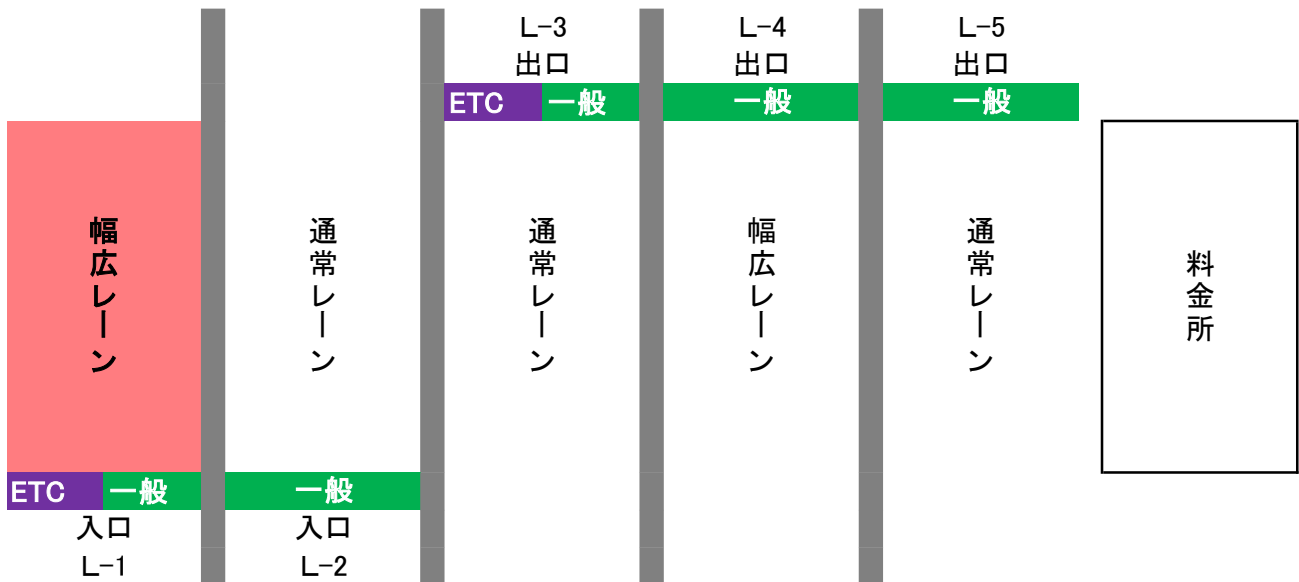 L-3
出口
L-4
出口
L-5
出口
ETC 一般
一般
一般
幅広レーン
通常レーン
通常レーン
幅広レーン
通常レーン
料金所
ETC 一般
一般
入口
L-1
入口
L-2